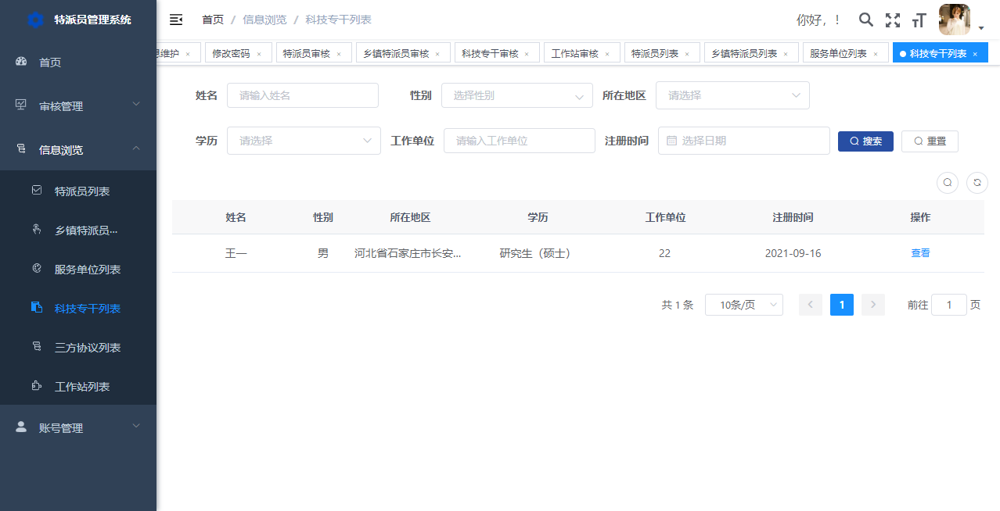 特派员管理系统
首页 / 信息浏览 / 科技专干列表
你好，！
首页
审核管理
信息浏览
特派员列表
乡镇特派员...
服务单位列表
科技专干列表
三方协议列表
工作站列表
账号管理
息维护 × 修改密码 × 特派员审核 × 乡镇特派员审核 × 科技专干审核 × 工作站审核 × 特派员列表 × 乡镇特派员列表 × 服务单位列表 × 科技专干列表 ×
姓名 请输入姓名 性别 选择性别 所在地区 请选择
学历 请选择 工作单位 请输入工作单位 注册时间 选择日期 搜索 重置
姓名 性别 所在地区 学历 工作单位 注册时间 操作
王一 男 河北省石家庄市长安... 研究生（硕士） 22 2021-09-16 查看
共 1 条 10条/页 1 前往 1 页